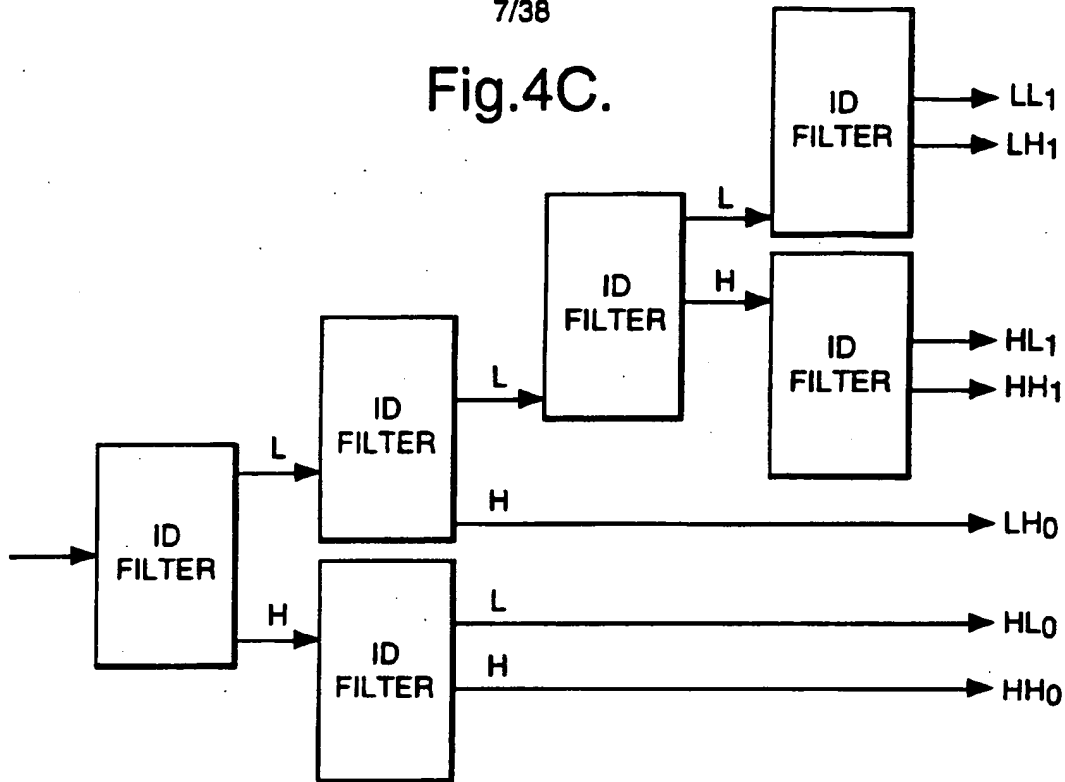 7/38
Fig.4C.
ID
FILTER
LL1
LH1
L
H
ID
FILTER
ID
FILTER
HL1
HH1
L
ID
FILTER
L
H
LH0
ID
FILTER
H
L
HL0
ID
FILTER
H
HH0